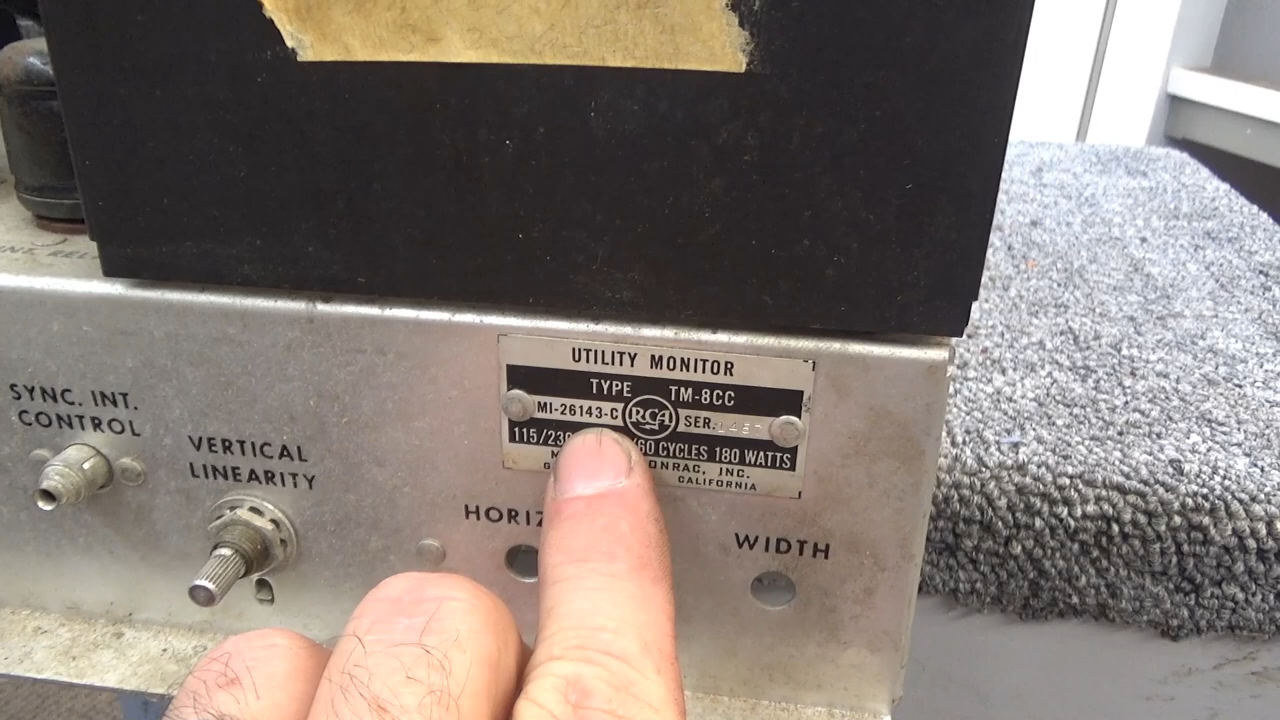 SYNC. INT.
CONTROL
VERTICAL
LINEARITY
UTILITY MONITOR
TYPE TM-8CC
MI-26143-C RCA SER.
115/230 /60 CYCLES 180 WATTS
ONRAC, INC.
CALIFORNIA
HORIZ
WIDTH